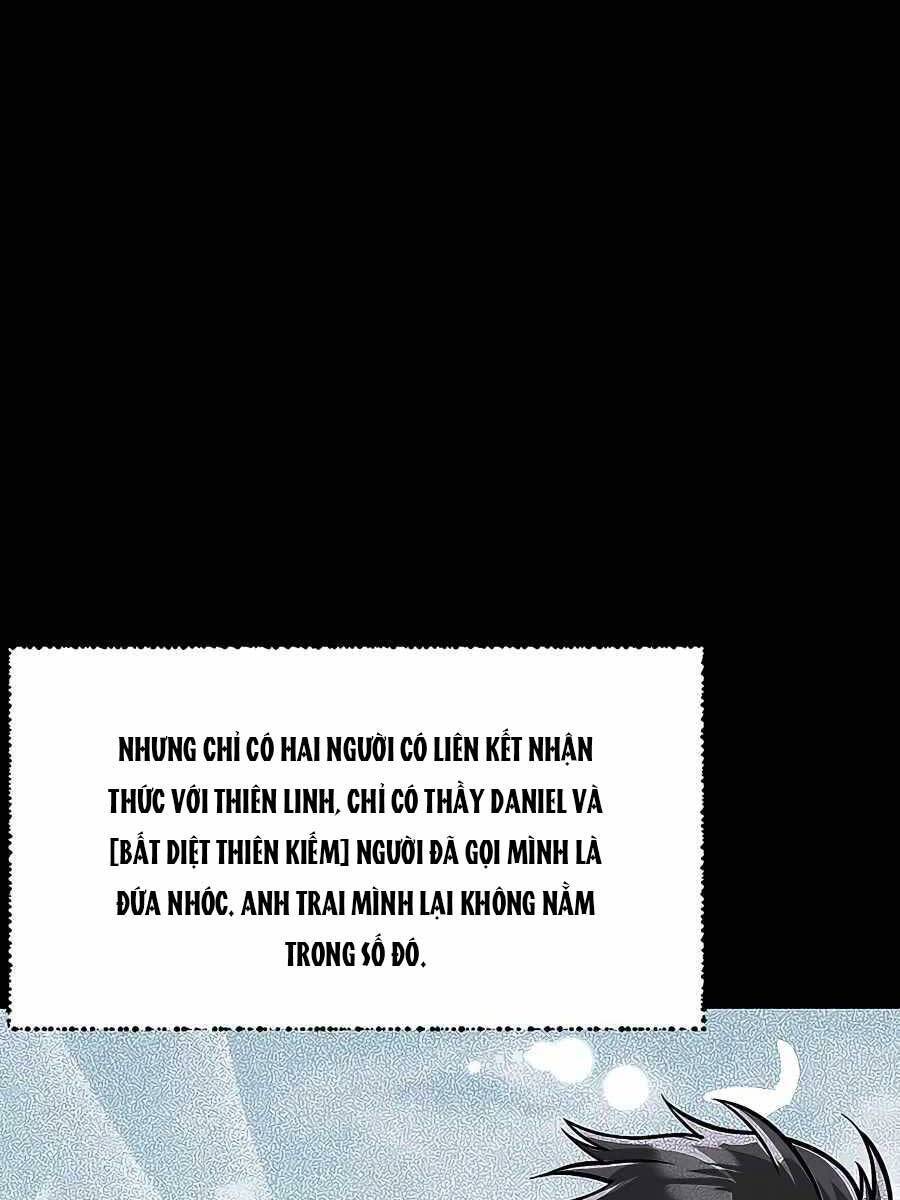 NHƯNG CHỈ CÓ HAI NGƯỜI CÓ LIÊN KẾT NHẬN
THỨC VỚI THIÊN LINH, CHỈ CÓ THẦY DANIEL VÀ
[BẤT DIỆT THIÊN KIẾM] NGƯỜI ĐÃ GỌI MÌNH LÀ
ĐỨA NHÓC. ANH TRAI MÌNH LẠI KHÔNG NẰM
TRONG SỐ ĐÓ.